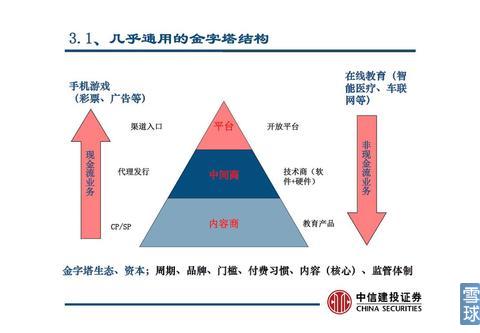 3.1、几乎通用的金字塔结构
手机游戏
（彩票、广告等）
在线教育（智
能医疗、车联
网等）
渠道入口
平台
开放平台
现金流业务
非现金流业务
代理发行
中间商
技术商（软
件+硬件）
CP/SP
内容商
教育产品
金字塔生态、资本；周期、品牌、门槛、付费习惯、内容（核心）、监管体制
中信建投证券
CHINA SECURITIES
雪球